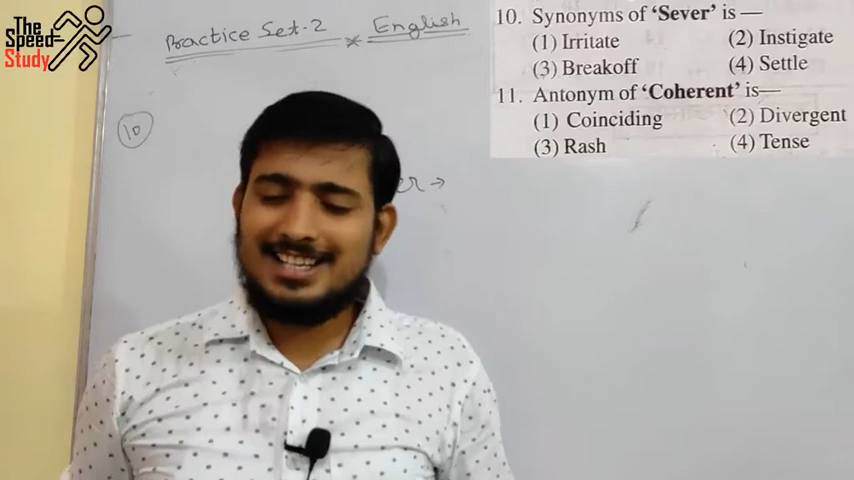 The
Speed
Study
Practice Set-2 × English
10
er →
10. Synonyms of ‘Sever’ is —
(1) Irritate (2) Instigate
(3) Breakoff (4) Settle
11. Antonym of ‘Coherent’ is—
(1) Coinciding (2) Divergent
(3) Rash (4) Tense